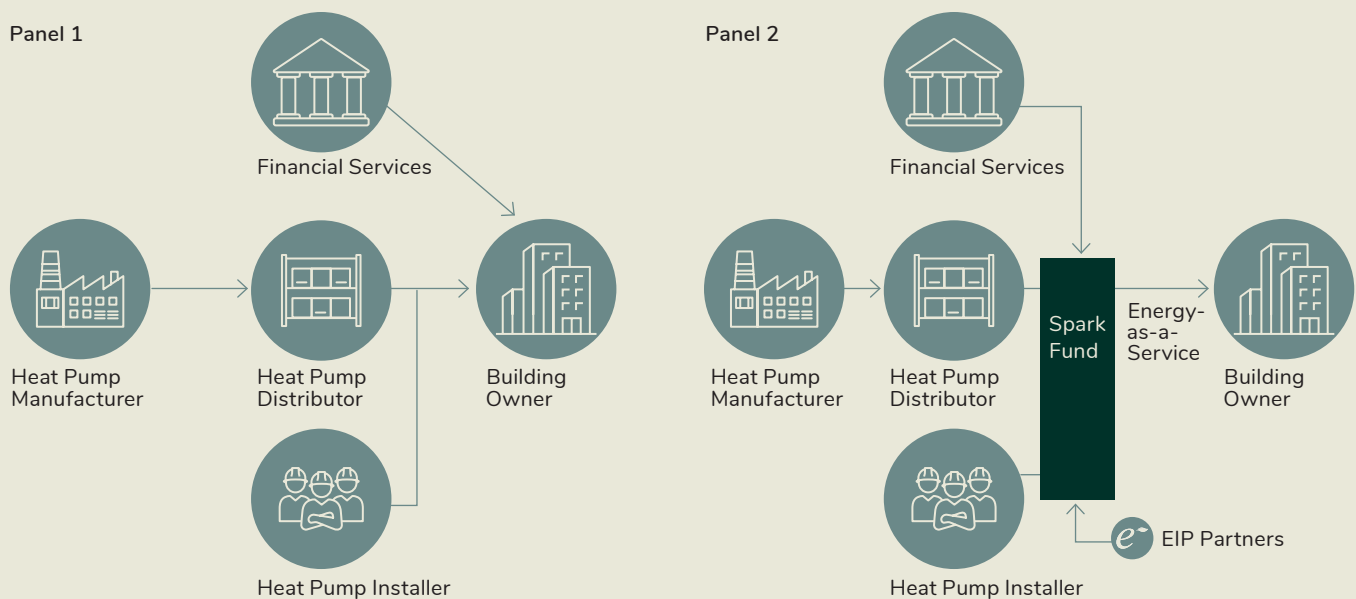 Panel 1
Financial Services
Heat Pump
Manufacturer
Heat Pump
Distributor
Building
Owner
Heat Pump Installer
Panel 2
Financial Services
Heat Pump
Manufacturer
Heat Pump
Distributor
Spark
Fund
Energy-
as-a-
Service
Building
Owner
Heat Pump Installer
e
EIP Partners